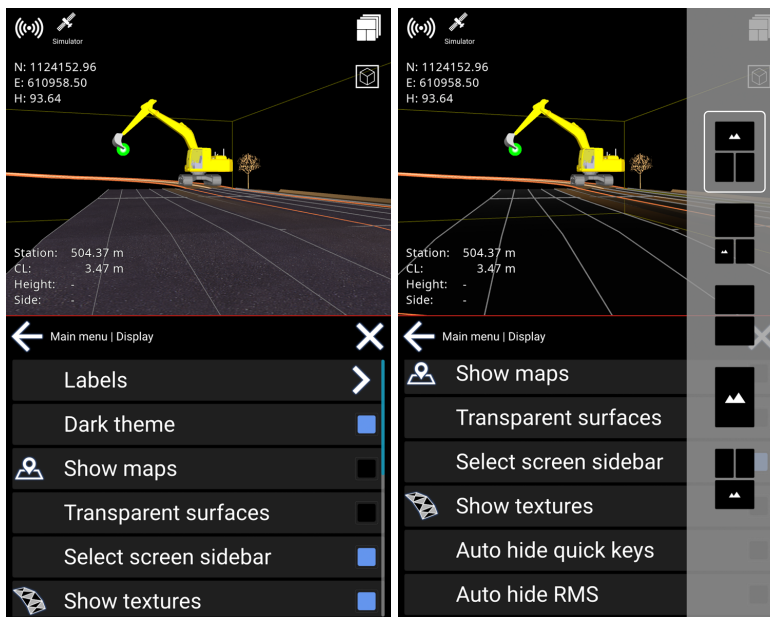 Simulator
N: 1124152.96
E: 610958.50
H: 93.64
Station: 504.37 m
CL: 3.47 m
Height: -
Side: -
Main menu | Display
Labels
Dark theme
Show maps
Transparent surfaces
Select screen sidebar
Show textures
Simulator
N: 1124152.96
E: 610958.50
H: 93.64
Station: 504.37 m
CL: 3.47 m
Height: -
Side: -
Main menu | Display
Show maps
Transparent surfaces
Select screen sidebar
Show textures
Auto hide quick keys
Auto hide RMS